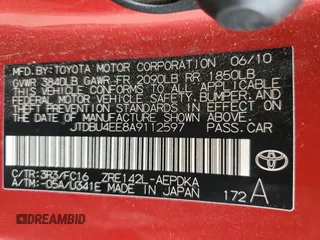 MFD. BY: TOYOTA MOTOR CORPORATION 06/10
GVWR 3840LB GAWR FR 2090LB RR 1850LB
THIS VEHICLE CONFORMS TO ALL APPLICABLE
FEDERAL MOTOR VEHICLE SAFETY, BUMPER, AND
THEFT PREVENTION STANDARDS IN EFFECT ON
THE DATE OF MANUFACTURE SHOWN ABOVE.
JTDBU4EE8A9112597 PASS. CAR
C/TR: 3R3/FC16 ZRE142L-AEPDKA
A/TM: -05A/U341E MADE IN JAPAN
172 A
TOYOTA